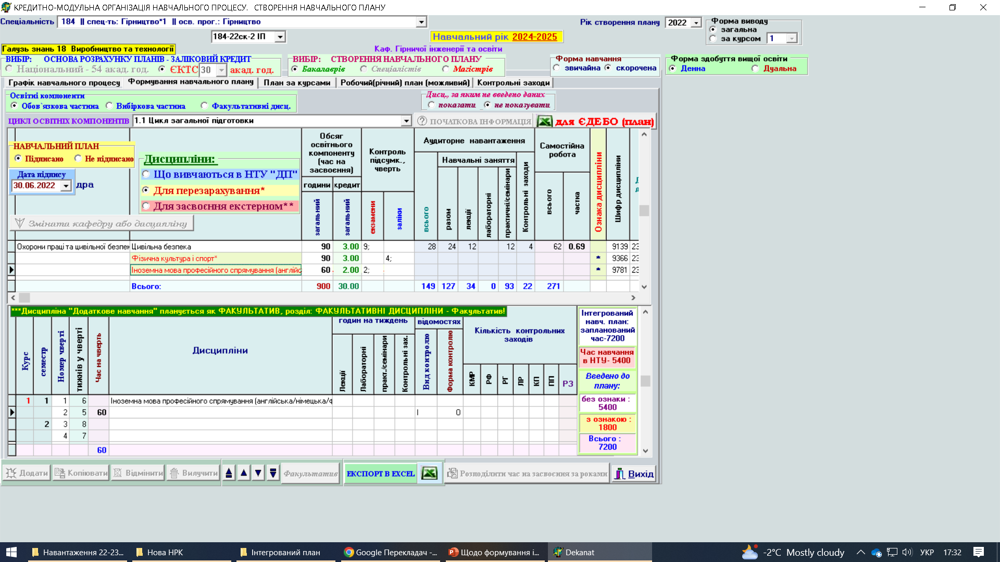 КРЕДИТНО-МОДУЛЬНА ОРГАНІЗАЦІЯ НАВЧАЛЬНОГО ПРОЦЕСУ. СТВОРЕННЯ НАВЧАЛЬНОГО ПЛАНУ
Спеціальність 184 || спец-ть: Гірництво*1 || осв. прог.: Гірництво
Рік створення плану 2022
Форма виводу
загальна
за курсом 1
184-22ск-2 ІП
Навчальний рік 2024-2025
Галузь знань 18 Виробництво та технології
Каф. Гірничої інженерії та освіти
ВИБІР: ОСНОВА РОЗРАХУНКУ ПЛАНІВ - ЗАЛІКОВИЙ КРЕДИТ
Національний - 54 акад. год. ЄКТС 30 акад. год.
ВИБІР: СТВОРЕННЯ НАВЧАЛЬНОГО ПЛАНУ
Бакалаврів Спеціалістів Магістрів
Форма навчання
звичайна скорочена
Форма здобуття вищої освіти
Денна Дуальна
Графік навчального процесу Формування навчального плану План за курсами Робочий(річний) план (можливий) Контрольні заходи
Освітні компоненти
Обов`язкова частина Вибіркова частина Факультативні дисц.
Дисц., за яким не введено даних
показати не показувати
ЦИКЛ ОСВІТНІХ КОМПОНЕНТІВ 1.1 Цикл загальної підготовки
ПОЧАТКОВА ІНФОРМАЦІЯ для ЄДЕБО (план)
НАВЧАЛЬНИЙ ПЛАН
Підписано Не підписано
Дата підпису
30.06.2022 дра
Дисципліни:
Що вивчаються в НТУ "ДП"
Для перезарахування*
Для засвоєння екстерном**
Змінити кафедру або дисципліну
Обсяг освітнього компоненту (час на засвоєння)
години кредит
загальний загальний
Контроль підсумк., чверть
екзамени заліки
Аудиторне навантаження
всього
Навчальні заняття
разом лекції лабораторні практичні/семінари
Контрольні заходи
Самостійна робота
всього частка
Ознака дисципліни
Шифр дисципліни
Охорони праці та цивільної безпек Цивільна безпека 90 3.00 9; 28 24 12 12 4 62 0.69 9139 23
Фізична культура і спорт* 90 3.00 4; * 9366 23
Іноземна мова професійного спрямування (англійс 60 2.00 2; * 9781 23
Всього: 900 30.00 149 127 34 0 93 22 271
***Дисципліна "Додаткове навчання" планується як ФАКУЛЬТАТИВ, розділ: ФАКУЛЬТАТИВНІ ДИСЦИПЛІНИ - Факультатив!
Курс семестр Номер чверті тижнів у чверті Час на чверть
Дисципліни
годин на тиждень
Лекції Лабораторні практ./семінари Контрольні зах.
відомостях
Вид контролю Форма контролю
Кількість контрольних заходів
КМР РФ РГ ЛР КП ПП РЗ
1 1 1 6 Іноземна мова професійного спрямування (англійська/німецька/ф
2 5 60 І О
2 3 8
4 7
60
Інтегрований навч. план: запланований час-7200
Час навчання в НТУ- 5400
Введено до плану:
без ознаки : 5400
з ознакою : 1800
Всього : 7200
Додати Копіювати Відмінити Вилучити Факультатив ЕКСПОРТ В EXCEL Розподілити час на засвоєння за роками Вихід
Навантаження 22-23... Нова НРК Інтегрований план Google Перекладач -... Щодо формування і... Dekanat -2°C Mostly cloudy УКР 17:32